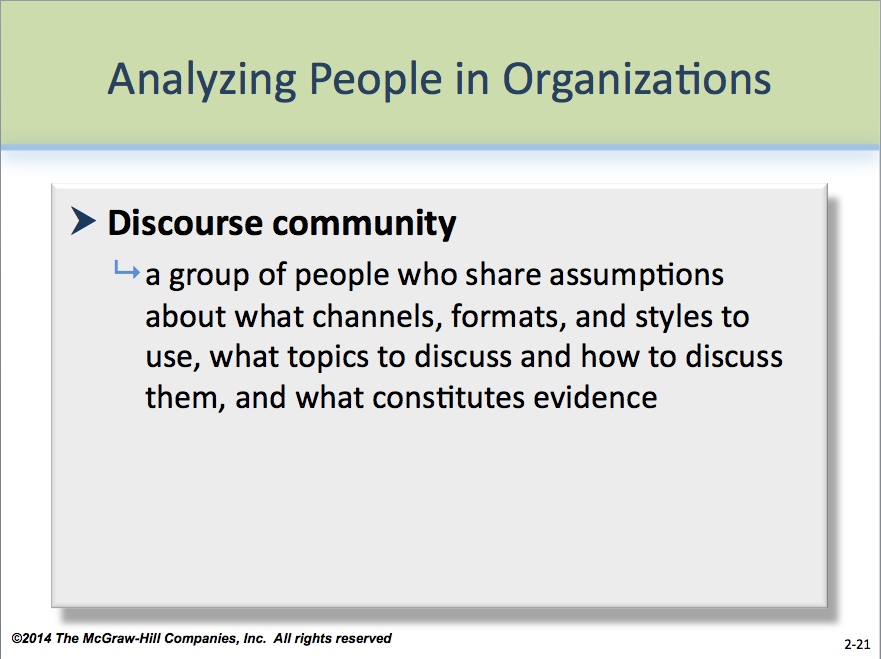 Analyzing People in Organizations
Discourse community
a group of people who share assumptions
about what channels, formats, and styles to
use, what topics to discuss and how to discuss
them, and what constitutes evidence
©2014 The McGraw-Hill Companies, Inc.  All rights reserved
2-21